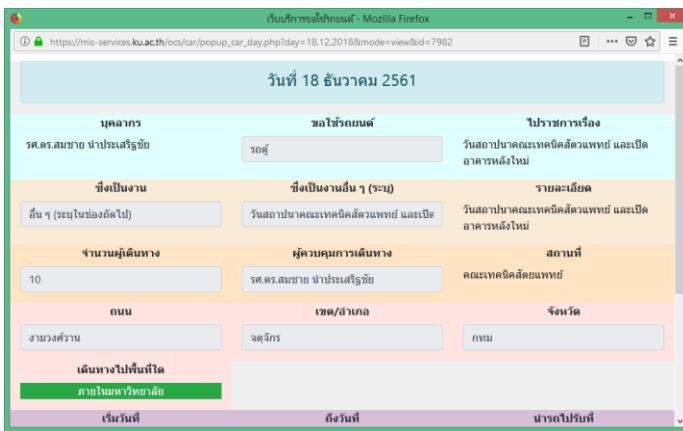 เว็บบริการขอใช้รถยนต์ - Mozilla Firefox
https://mis-services.ku.ac.th/ocs/car/popup_car_day.php?day=18,12,2018&mode=view&id=7982
วันที่ 18 ธันวาคม 2561
บุคลากร
ขอใช้รถยนต์
ไปราชการเรื่อง
รศ.ดร.สมชาย นำประเสริฐชัย
รถตู้
วันสถาปนาคณะเทคนิคสัตวแพทย์ และเปิด
อาคารหลังใหม่
ซึ่งเป็นงาน
ซึ่งเป็นงานอื่น ๆ (ระบุ)
รายละเอียด
อื่น ๆ (ระบุในช่องถัดไป)
วันสถาปนาคณะเทคนิคสัตวแพทย์ และเปิด
วันสถาปนาคณะเทคนิคสัตวแพทย์ และเปิด
อาคารหลังใหม่
จำนวนผู้เดินทาง
ผู้ควบคุมการเดินทาง
สถานที่
10
รศ.ดร.สมชาย นำประเสริฐชัย
คณะเทคนิคสัตยแพทย์
ถนน
เขต/อำเภอ
จังหวัด
งามวงศ์วาน
จตุจักร
กทม
เดินทางไปพื้นที่ใด
ภายในมหาวิทยาลัย
เริ่มวันที่
ถึงวันที่
นำรถไปรับที่